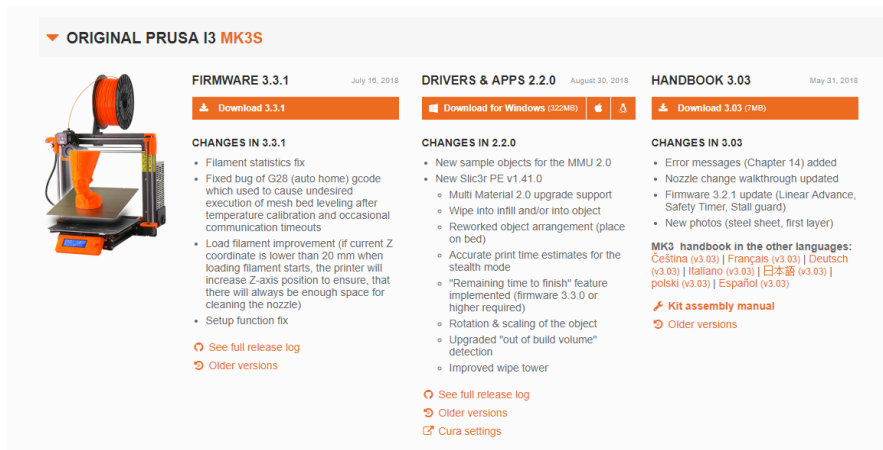 ORIGINAL PRUSA I3 MK3S
FIRMWARE 3.3.1 July 16, 2018
Download 3.3.1
CHANGES IN 3.3.1
Filament statistics fix
Fixed bug of G28 (auto home) gcode
which used to cause undesired
execution of mesh bed leveling after
temperature calibration and occasional
communication timeouts
Load filament improvement (if current Z
coordinate is lower than 20 mm when
loading filament starts, the printer will
increase Z-axis position to ensure, that
there will always be enough space for
cleaning the nozzle)
Setup function fix
See full release log
Older versions
DRIVERS & APPS 2.2.0 August 30, 2018
Download for Windows (322MB)
CHANGES IN 2.2.0
New sample objects for the MMU 2.0
New Slic3r PE v1.41.0
Multi Material 2.0 upgrade support
Wipe into infill and/or into object
Reworked object arrangement (place
on bed)
Accurate print time estimates for the
stealth mode
"Remaining time to finish" feature
implemented (firmware 3.3.0 or
higher required)
Rotation & scaling of the object
Upgraded "out of build volume"
detection
Improved wipe tower
See full release log
Older versions
Cura settings
HANDBOOK 3.03 May 31, 2018
Download 3.03 (7MB)
CHANGES IN 3.03
Error messages (Chapter 14) added
Nozzle change walkthrough updated
Firmware 3.2.1 update (Linear Advance,
Safety Timer, Stall guard)
New photos (steel sheet, first layer)
MK3 handbook in the other languages:
Čeština (v3.03) | Français (v3.03) | Deutsch
(v3.03) | Italiano (v3.03) | 日本語 (v3.03) |
polski (v3.03) | Español (v3.03)
Kit assembly manual
Older versions